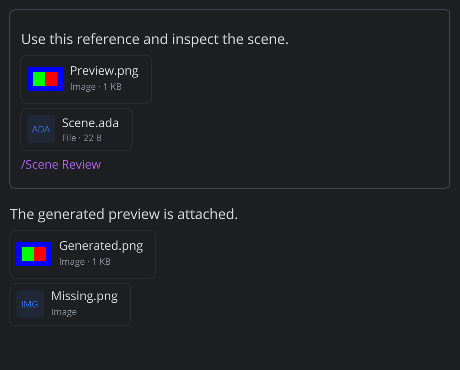 Use this reference and inspect the scene.
Preview.png
Image · 1 KB
ADA
Scene.ada
File · 22 B
/Scene Review
The generated preview is attached.
Generated.png
Image · 1 KB
IMG
Missing.png
Image